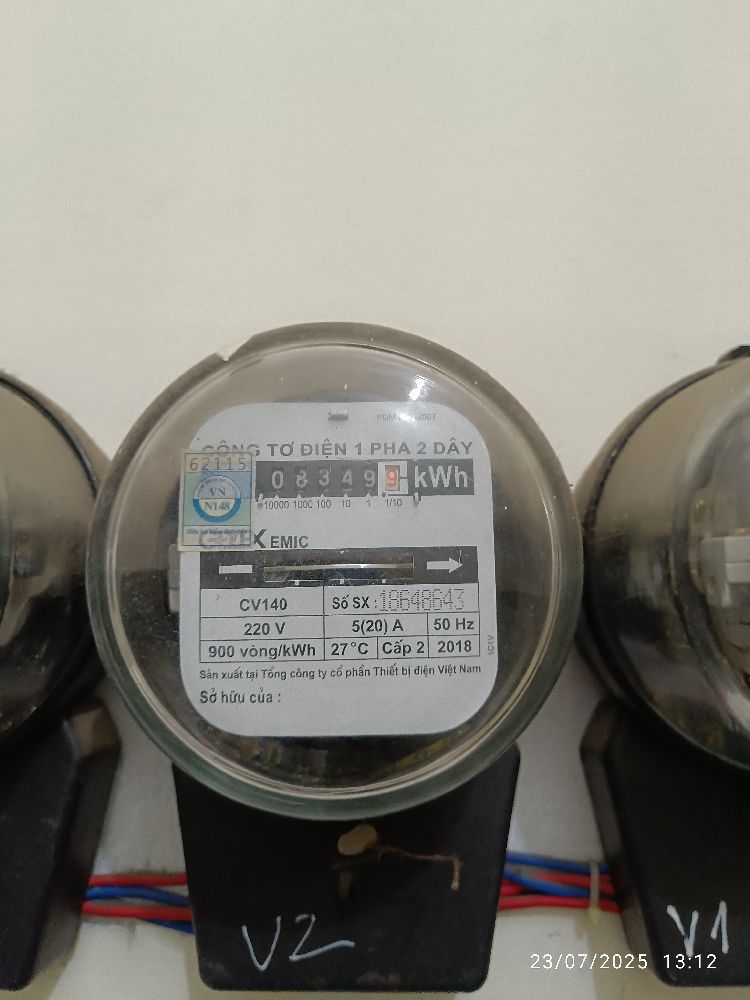 CÔNG TƠ ĐIỆN 1 PHA 2 DÂY
62115
0 8 3 4 9 9 kWh
10000 1000 100 10 1 1/10
VN
N148
EMIC
CV140
Số SX : 18648643
220 V
5(20) A
50 Hz
900 vòng/kWh
27°C
Cấp 2
2018
Sản xuất tại Tổng công ty cổ phần Thiết bị điện Việt Nam
Sở hữu của :
V2
V1
23/07/2025 13:12